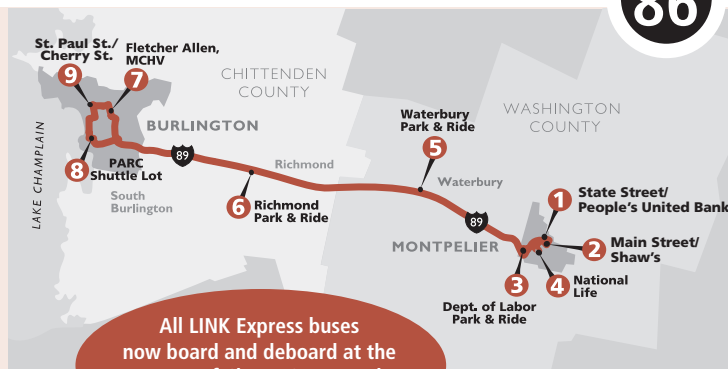 86
St. Paul St./
Cherry St.
9
Fletcher Allen,
MCHV
7
CHITTENDEN
COUNTY
BURLINGTON
LAKE CHAMPLAIN
8
PARC
Shuttle Lot
South
Burlington
89
Richmond
6
Richmond
Park & Ride
Waterbury
Park & Ride
5
Waterbury
WASHINGTON
COUNTY
89
MONTPELIER
1
State Street/
People's United Bank
2
Main Street/
Shaw's
3
Dept. of Labor
Park & Ride
4
National
Life
All LINK Express buses
now board and deboard at the